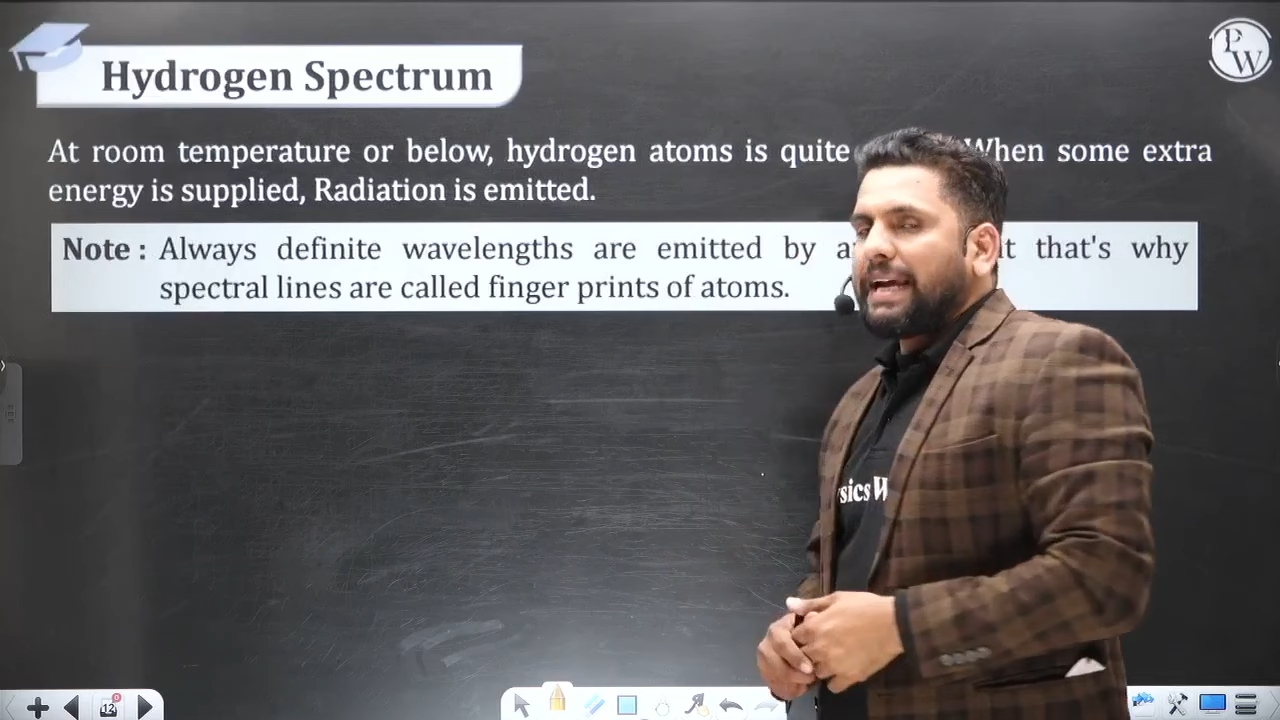 PW
Hydrogen Spectrum
At room temperature or below, hydrogen atoms is quite When some extra
energy is supplied, Radiation is emitted.
Note : Always definite wavelengths are emitted by that's why
spectral lines are called finger prints of atoms.
sics W
12